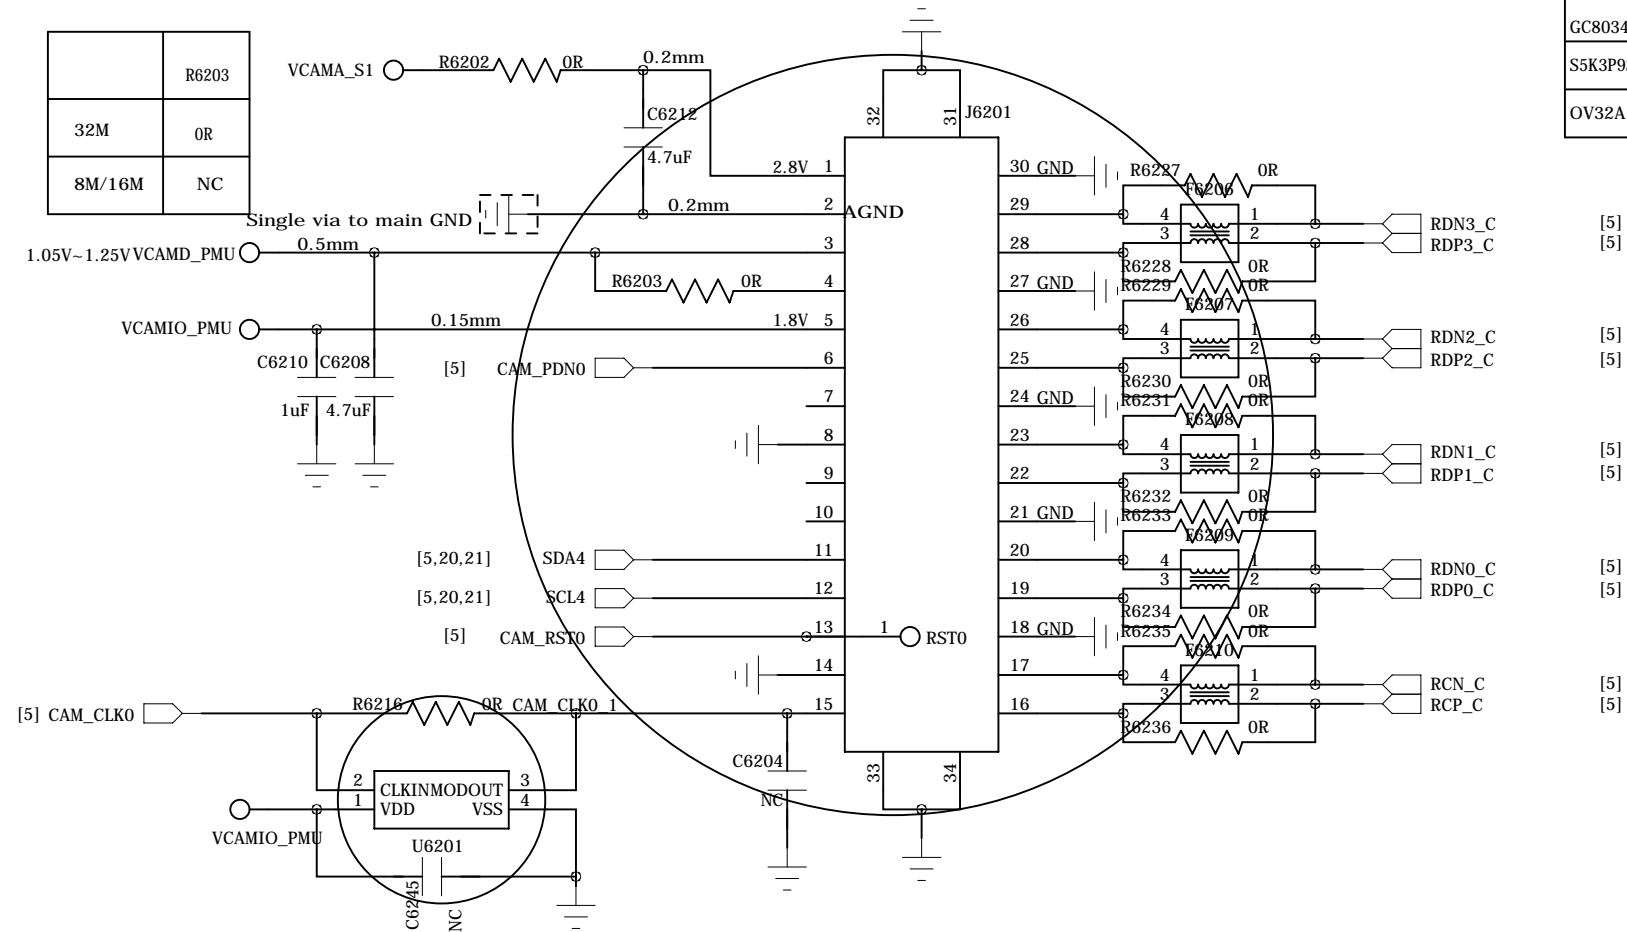 GC8034
S5K3P9
OV32A
R6203
32M 0R
8M/16M NC
VCAMA_S1 R6202 0R 0.2mm
C6212
4.7uF
2.8V 1
Single via to main GND 0.2mm 2 AGND
1.05V~1.25V VCAMD_PMU 0.5mm 3
R6203 0R 4
VCAMIO_PMU 0.15mm 1.8V 5
C6210 C6208
1uF 4.7uF
[5] CAM_PDN0 6
7
8
9
10
[5,20,21] SDA4 11
[5,20,21] SCL4 12
[5] CAM_RST0 13 1 RST0
14
[5] CAM_CLK0 R6216 0R CAM_CLK0_1 15
C6204
NC
2 CLKIN MODOUT 3
1 VDD VSS 4
VCAMIO_PMU
U6201
C6245
NC
32 31 J6201
33 34
30 GND
29
28
27 GND
26
25
24 GND
23
22
21 GND
20
19
18 GND
17
16
R6227 0R
F6206
4 1 RDN3_C [5]
3 2 RDP3_C [5]
R6228 0R
R6229 0R
F6207
4 1 RDN2_C [5]
3 2 RDP2_C [5]
R6230 0R
R6231 0R
F6208
4 1 RDN1_C [5]
3 2 RDP1_C [5]
R6232 0R
R6233 0R
F6209
4 1 RDN0_C [5]
3 2 RDP0_C [5]
R6234 0R
R6235 0R
F6210
4 1 RCN_C [5]
3 2 RCP_C [5]
R6236 0R